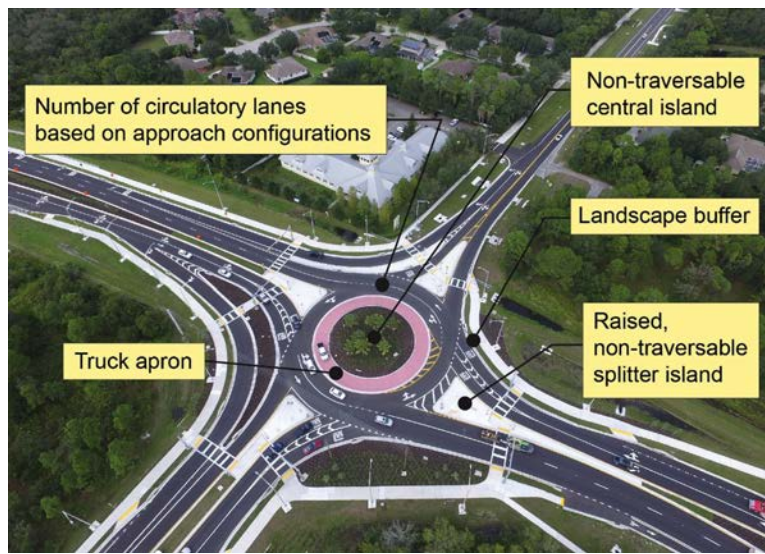 Number of circulatory lanes
based on approach configurations
Non-traversable
central island
Landscape buffer
Truck apron
Raised,
non-traversable
splitter island